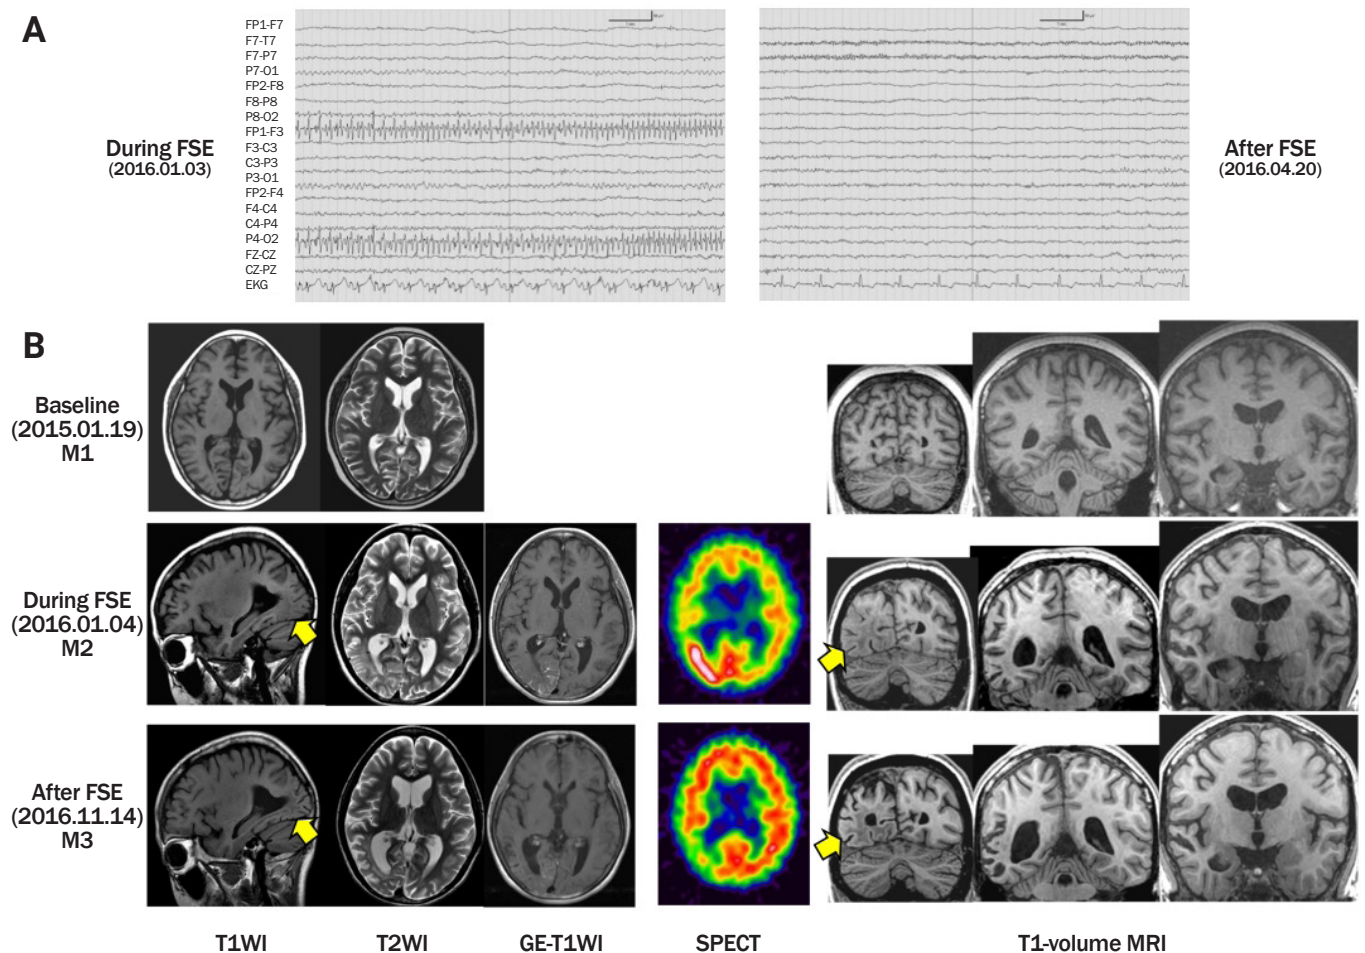 A
FP1-F7
F7-T7
F7-P7
P7-O1
FP2-F8
F8-P8
P8-O2
FP1-F3
F3-C3
C3-P3
P3-O1
FP2-F4
F4-C4
C4-P4
P4-O2
FZ-CZ
CZ-PZ
EKG
During FSE
(2016.01.03)
After FSE
(2016.04.20)
B
Baseline
(2015.01.19)
M1
During FSE
(2016.01.04)
M2
After FSE
(2016.11.14)
M3
T1WI
T2WI
GE-T1WI
SPECT
T1-volume MRI